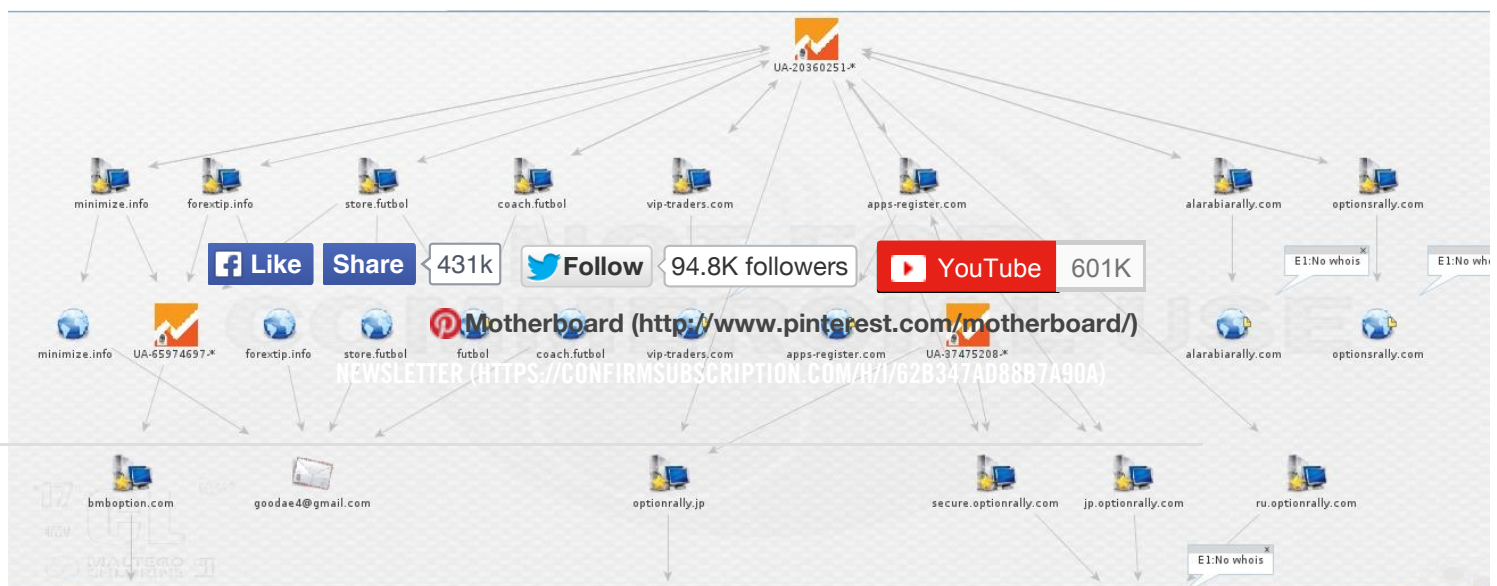 UA-20360251-*
minimize.info forextip.info store.futbol coach.futbol vip-traders.com apps-register.com alarabiarally.com optionsrally.com
Like Share 431k Follow 94.8K followers YouTube 601K
E1:No whois E1:No
Motherboard (http://www.pinterest.com/motherboard/)
minimize.info UA-65974697-* forextip.info store.futbol futbol coach.futbol vip-traders.com apps-register.com UA-37475208-* alarabiarally.com optionsrally.com
NEWSLETTER (HTTPS://CONFIRMSUBSCRIPTION.COM/H/I/62B347AD88B7A90A)
bmboption.com goodae4@gmail.com optionrally.jp secure.optionrally.com jp.optionrally.com ru.optionrally.com
E1:No whois